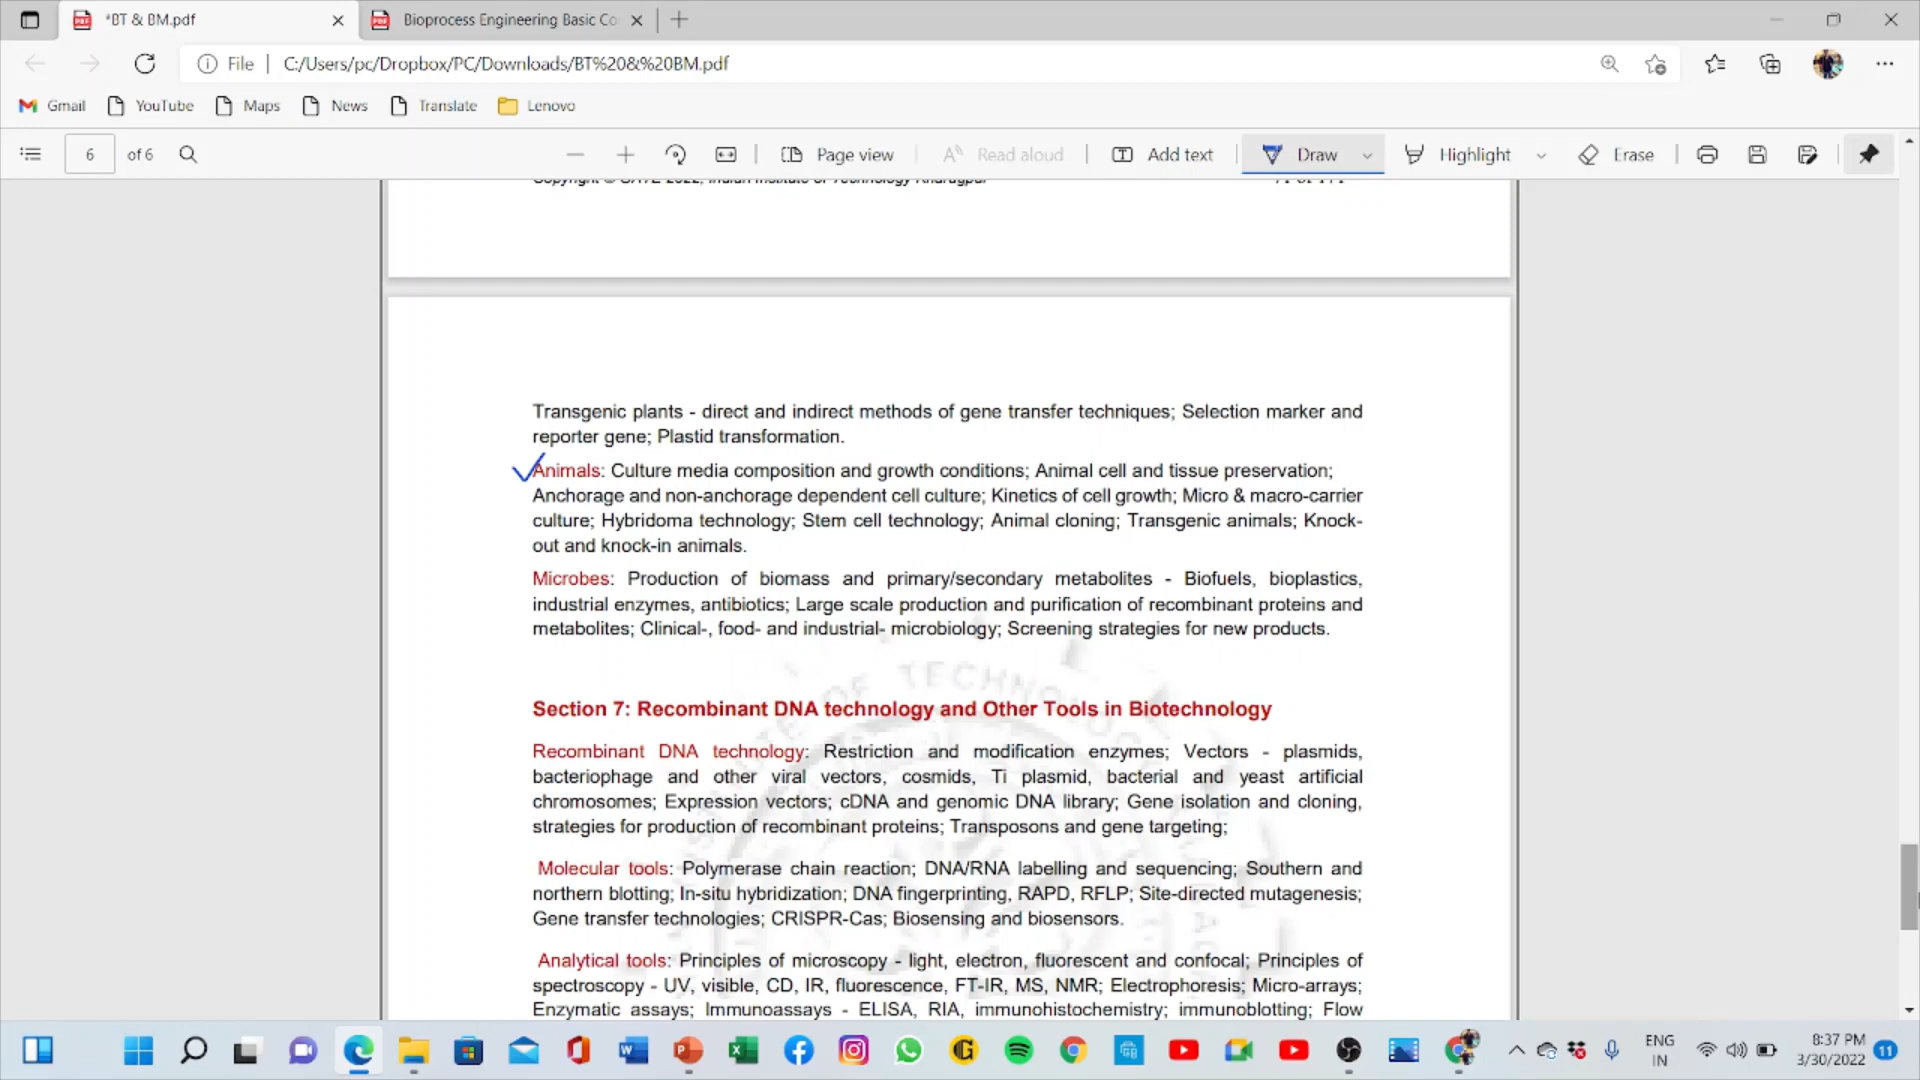 *BT & BM.pdf
Bioprocess Engineering Basic Co
File
C:/Users/pc/Dropbox/PC/Downloads/BT%20&%20BM.pdf
Gmail YouTube Maps News Translate Lenovo
6 of 6 Page view Read aloud Add text Draw Highlight Erase
Copyright © GATE 2022, Indian Institute of Technology Kharagpur
Transgenic plants - direct and indirect methods of gene transfer techniques; Selection marker and
reporter gene; Plastid transformation.
Animals: Culture media composition and growth conditions; Animal cell and tissue preservation;
Anchorage and non-anchorage dependent cell culture; Kinetics of cell growth; Micro & macro-carrier
culture; Hybridoma technology; Stem cell technology; Animal cloning; Transgenic animals; Knock-
out and knock-in animals.
Microbes: Production of biomass and primary/secondary metabolites - Biofuels, bioplastics,
industrial enzymes, antibiotics; Large scale production and purification of recombinant proteins and
metabolites; Clinical-, food- and industrial- microbiology; Screening strategies for new products.
Section 7: Recombinant DNA technology and Other Tools in Biotechnology
Recombinant DNA technology: Restriction and modification enzymes; Vectors - plasmids,
bacteriophage and other viral vectors, cosmids, Ti plasmid, bacterial and yeast artificial
chromosomes; Expression vectors; cDNA and genomic DNA library; Gene isolation and cloning,
strategies for production of recombinant proteins; Transposons and gene targeting;
Molecular tools: Polymerase chain reaction; DNA/RNA labelling and sequencing; Southern and
northern blotting; In-situ hybridization; DNA fingerprinting, RAPD, RFLP; Site-directed mutagenesis;
Gene transfer technologies; CRISPR-Cas; Biosensing and biosensors.
Analytical tools: Principles of microscopy - light, electron, fluorescent and confocal; Principles of
spectroscopy - UV, visible, CD, IR, fluorescence, FT-IR, MS, NMR; Electrophoresis; Micro-arrays;
Enzymatic assays; Immunoassays - ELISA, RIA, immunohistochemistry; immunoblotting; Flow
ENG
IN
8:37 PM
3/30/2022
11